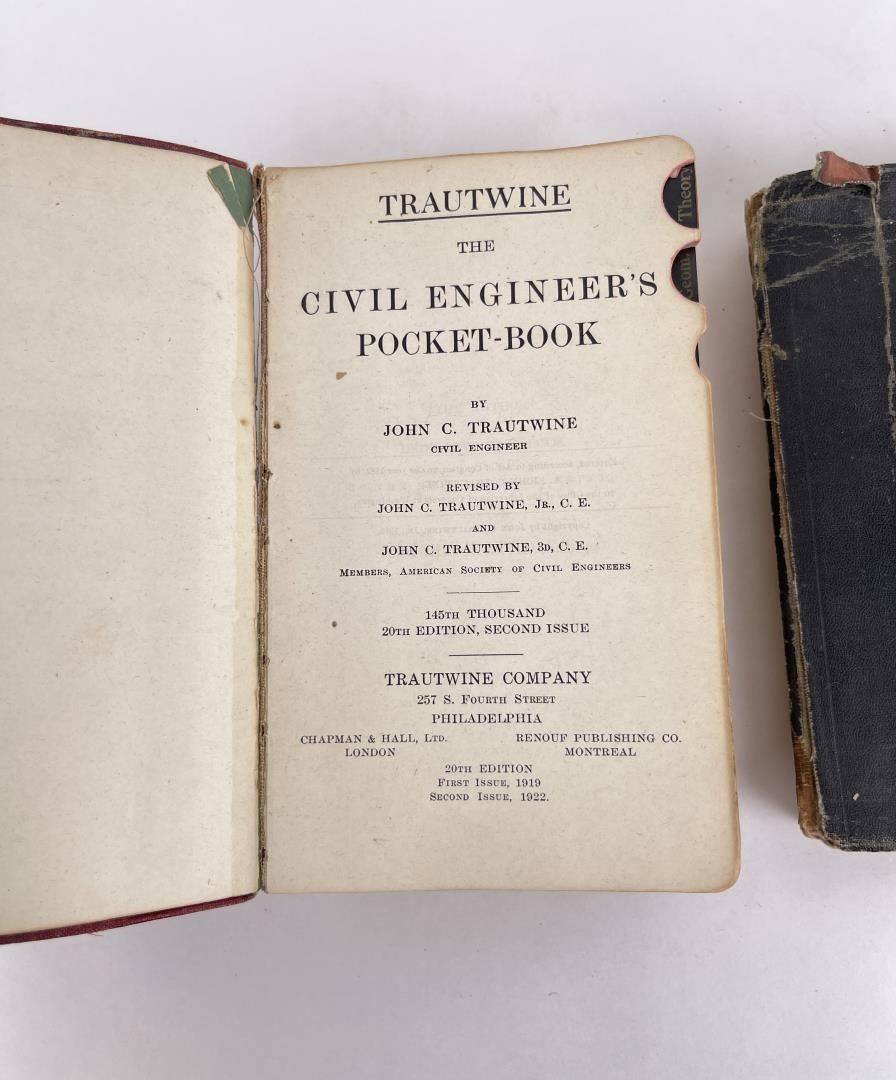 TRAUTWINE
THE
CIVIL ENGINEER'S
POCKET-BOOK
BY
JOHN C. TRAUTWINE
CIVIL ENGINEER
REVISED BY
JOHN C. TRAUTWINE, JR., C. E.
AND
JOHN C. TRAUTWINE, 3D, C. E.
MEMBERS, AMERICAN SOCIETY OF CIVIL ENGINEERS
145TH THOUSAND
20TH EDITION, SECOND ISSUE
TRAUTWINE COMPANY
257 S. FOURTH STREET
PHILADELPHIA
CHAPMAN & HALL, LTD. RENOUF PUBLISHING CO.
LONDON MONTREAL
20TH EDITION
FIRST ISSUE, 1919
SECOND ISSUE, 1922.
Theory
Geom.